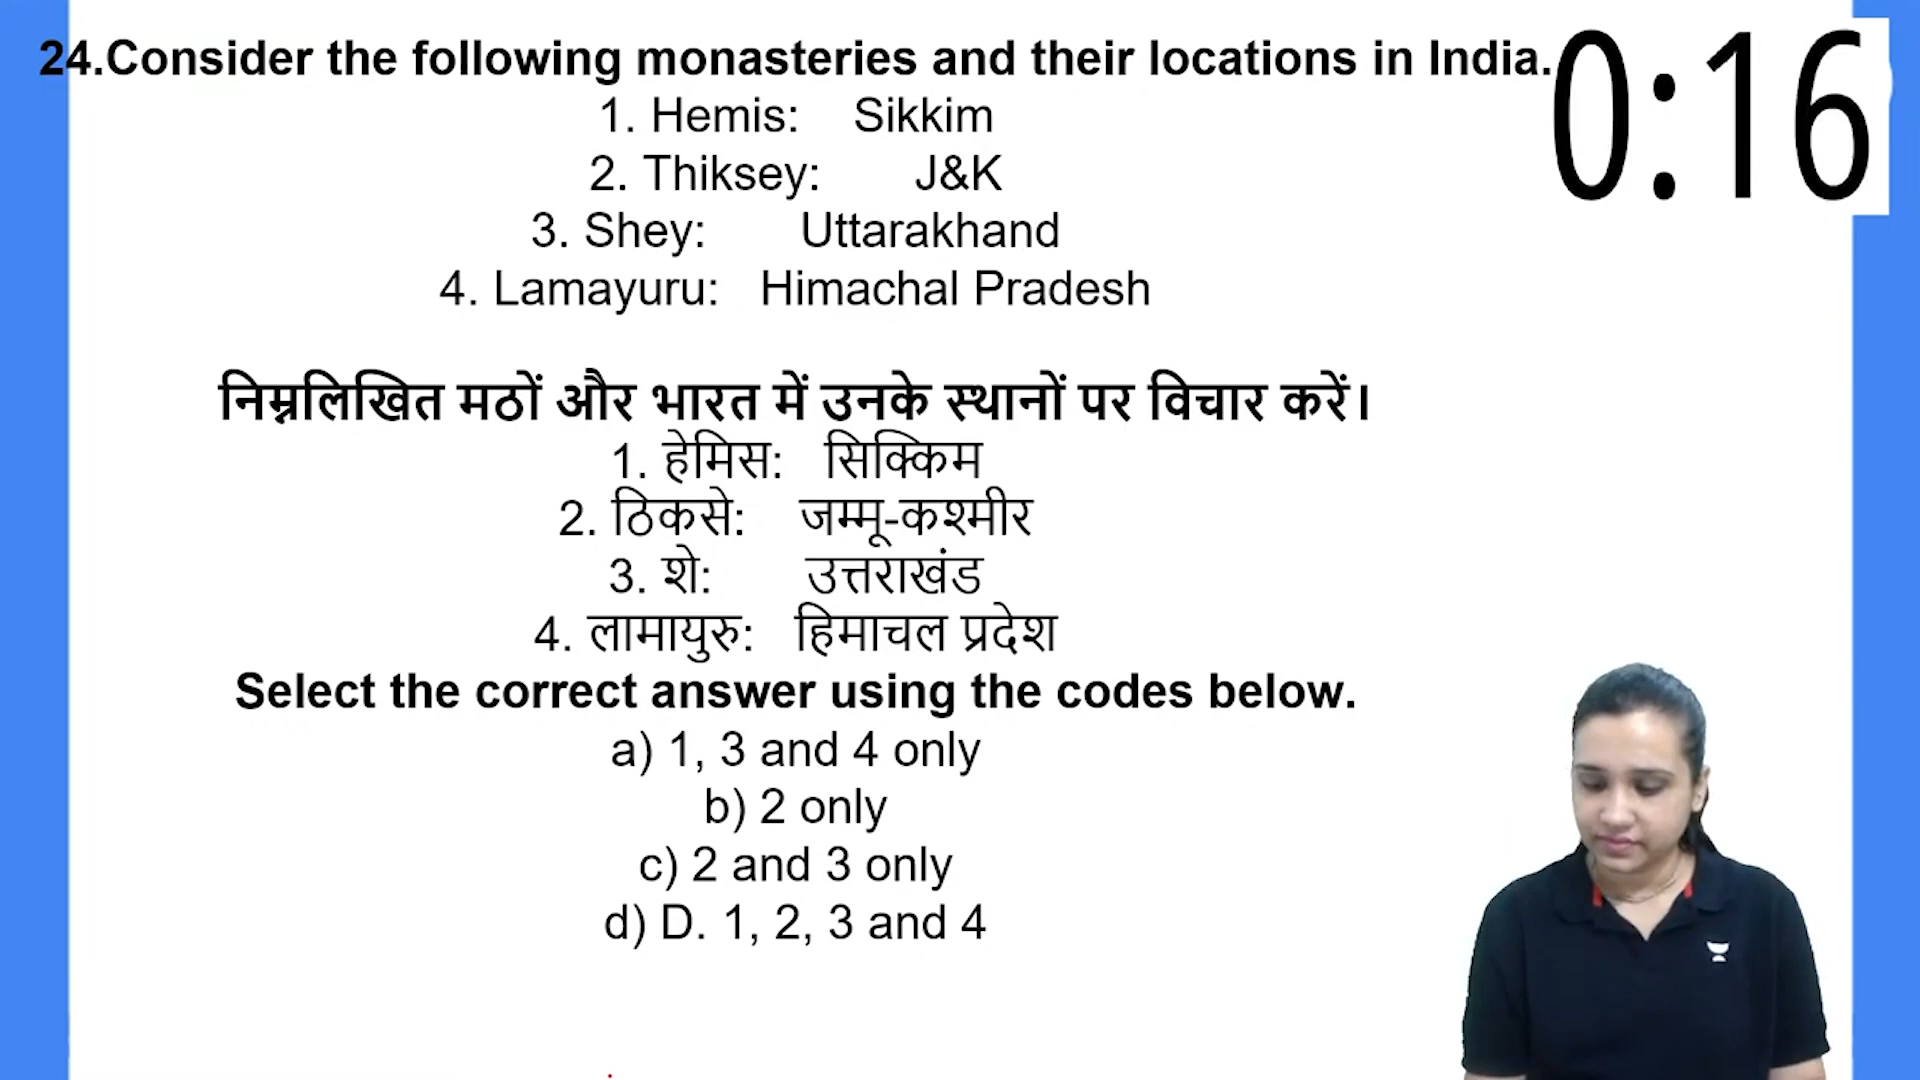 24.Consider the following monasteries and their locations in India.
0:16
1. Hemis: Sikkim
2. Thiksey: J&K
3. Shey: Uttarakhand
4. Lamayuru: Himachal Pradesh
निम्नलिखित मठों और भारत में उनके स्थानों पर विचार करें।
1. हेमिस: सिक्किम
2. ठिकसे: जम्मू-कश्मीर
3. शे: उत्तराखंड
4. लामायुरु: हिमाचल प्रदेश
Select the correct answer using the codes below.
a) 1, 3 and 4 only
b) 2 only
c) 2 and 3 only
d) D. 1, 2, 3 and 4